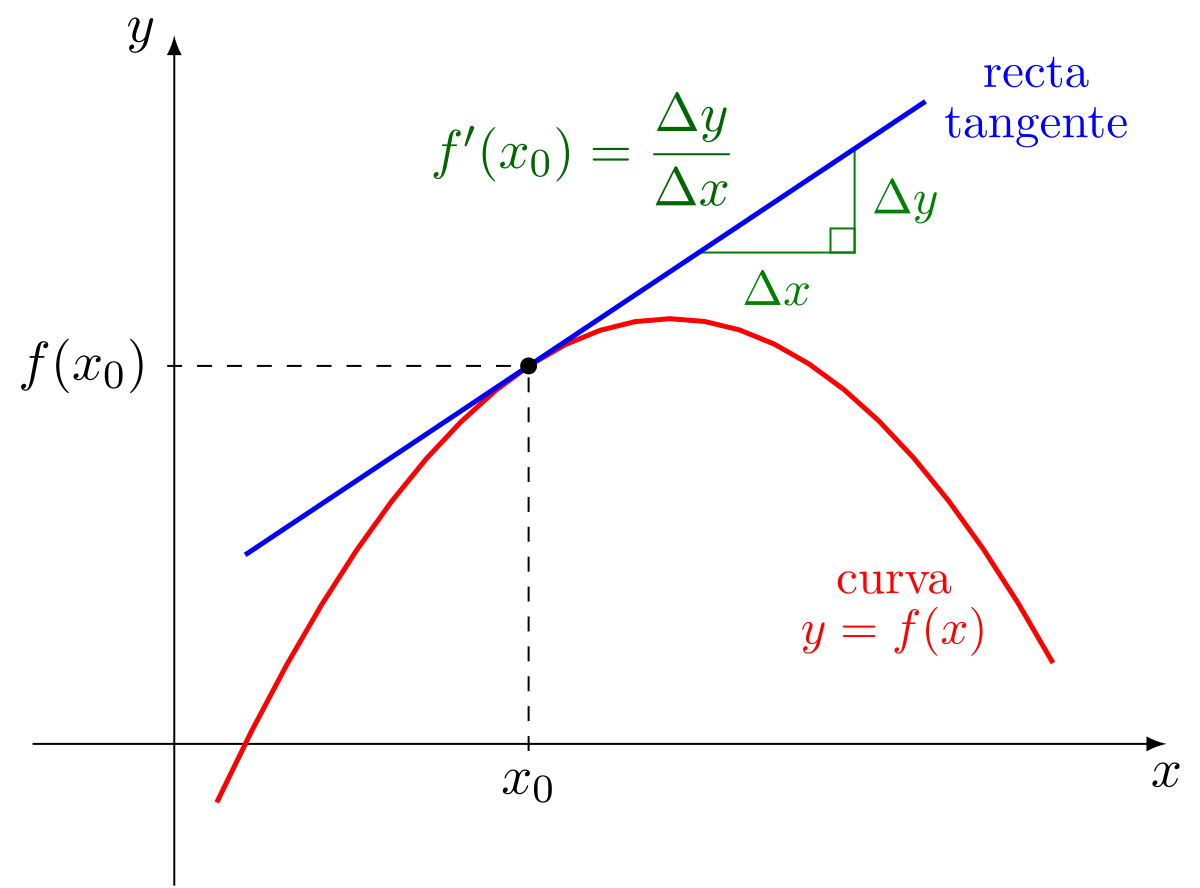 y
recta
tangente
f′(x₀) = Δy/Δx
Δy
Δx
f(x₀)
curva
y = f(x)
x₀
x